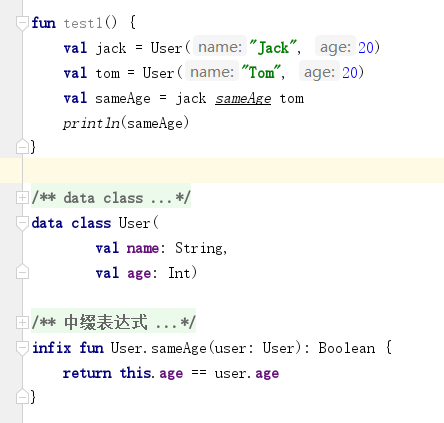 fun test1() {
    val jack = User( name: "Jack", age: 20)
    val tom = User( name: "Tom", age: 20)
    val sameAge = jack sameAge tom
    println(sameAge)
}
/** data class ...*/
data class User(
        val name: String,
        val age: Int)
/** 中缀表达式 ...*/
infix fun User.sameAge(user: User): Boolean {
    return this.age == user.age
}